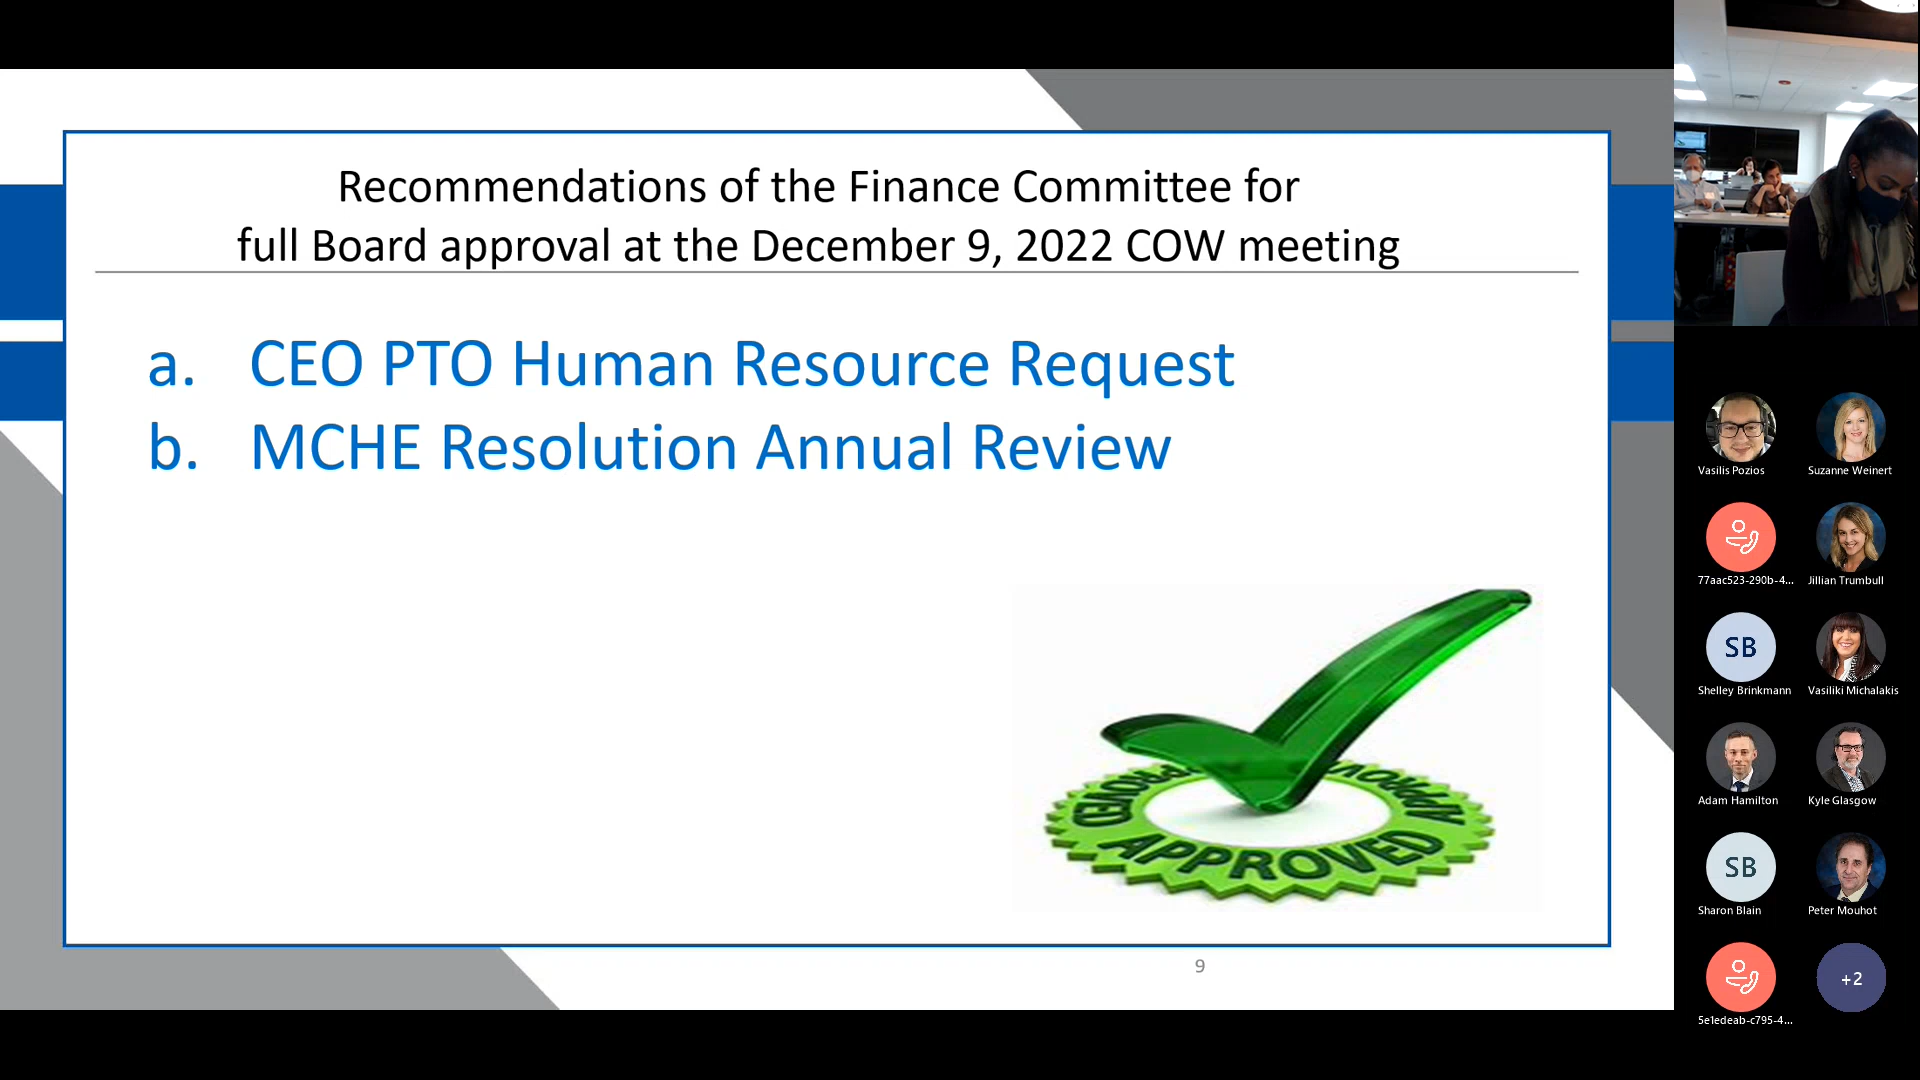 Recommendations of the Finance Committee for
full Board approval at the December 9, 2022 COW meeting
a. CEO PTO Human Resource Request
b. MCHE Resolution Annual Review
APPROVED
APPROVED
APPROVED
9
Vasilis Pozios
Suzanne Weinert
77aac523-290b-4...
Jillian Trumbull
SB
Shelley Brinkmann
Vasiliki Michalakis
Adam Hamilton
Kyle Glasgow
SB
Sharon Blain
Peter Mouhot
5e1edeab-c795-4...
+2